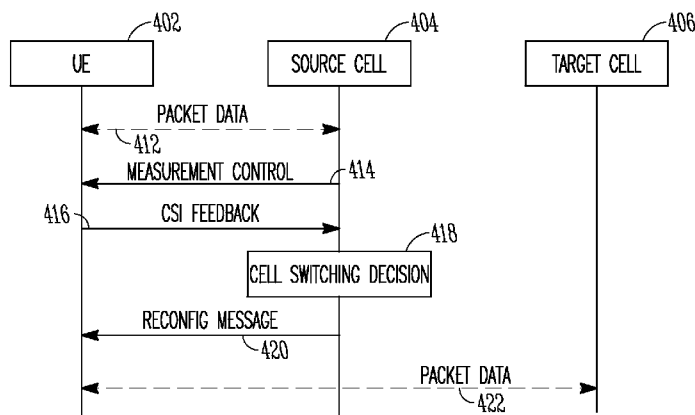 402
404
406
UE
SOURCE CELL
TARGET CELL
PACKET DATA
412
MEASUREMENT CONTROL
414
416
CSI FEEDBACK
418
CELL SWITCHING DECISION
RECONFIG MESSAGE
420
PACKET DATA
422